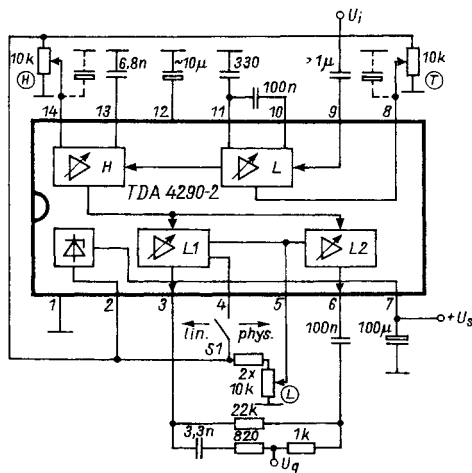 Ui
10k
H
6,8n
~10µ
330
100n
>1µ
10k
T
14 13 12 11 10 9 8
H
L
TDA 4290-2
L1
L2
1 2 3 4 5 6 7
lin.
phys.
S1
100n
100µ
+Us
2x
10k
L
22k
3,3n
820
1k
Uq